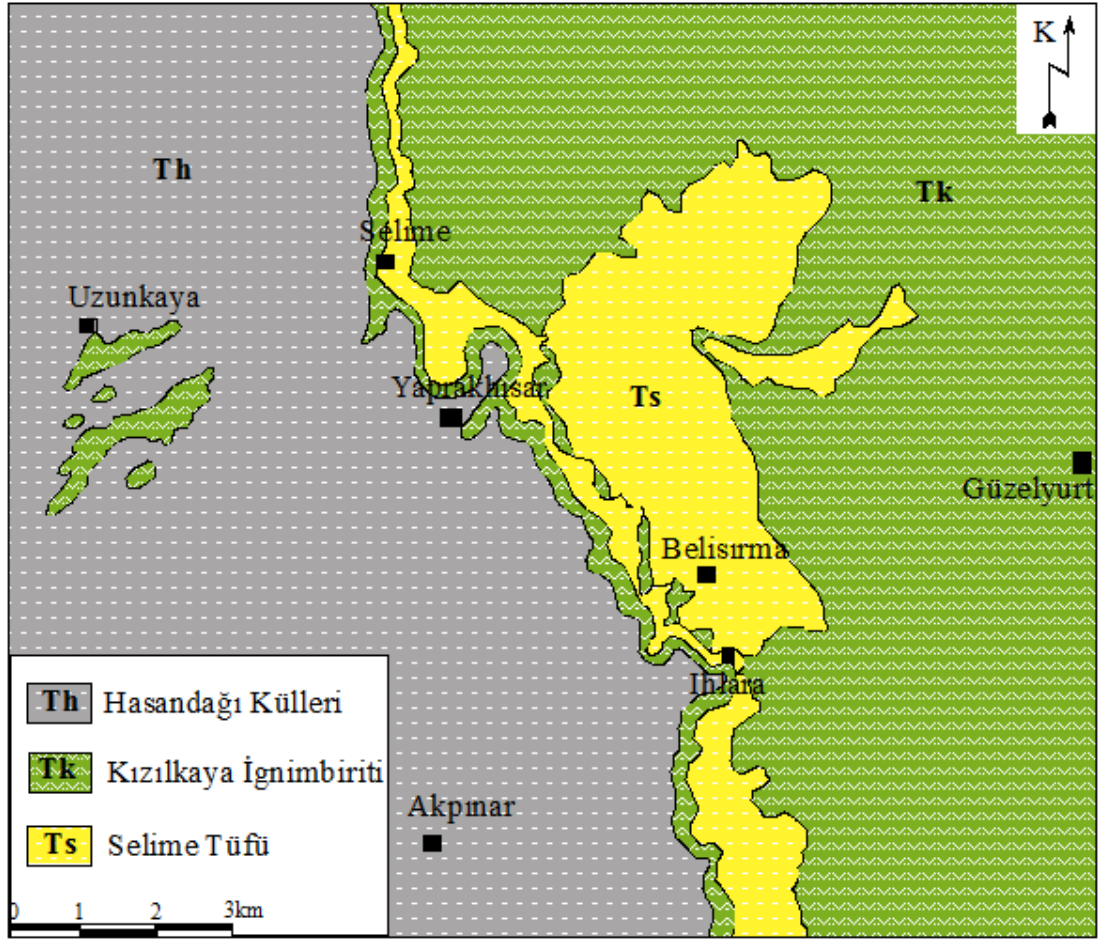 K
Th
Tk
Selime
Uzunkaya
Yaprakhisar
Ts
Güzelyurt
Belisırma
Ihlara
Th Hasandağı Külleri
Tk Kızılkaya İgnimbiriti
Akpınar
Ts Selime Tüfü
0 1 2 3km